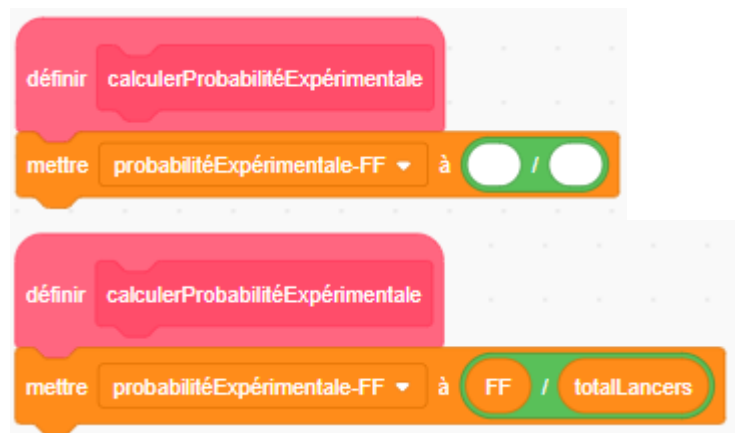 définir calculerProbabilitéExpérimentale
mettre probabilitéExpérimentale-FF à /
définir calculerProbabilitéExpérimentale
mettre probabilitéExpérimentale-FF à FF / totalLancers